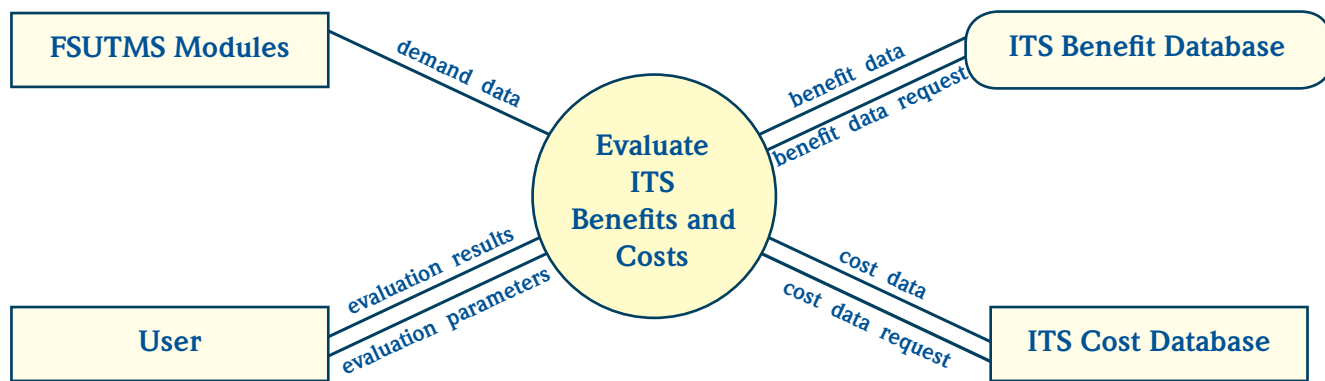 FSUTMS Modules
demand data
benefit data
benefit data request
ITS Benefit Database
Evaluate
ITS
Benefits and
Costs
evaluation results
evaluation parameters
User
cost data
cost data request
ITS Cost Database